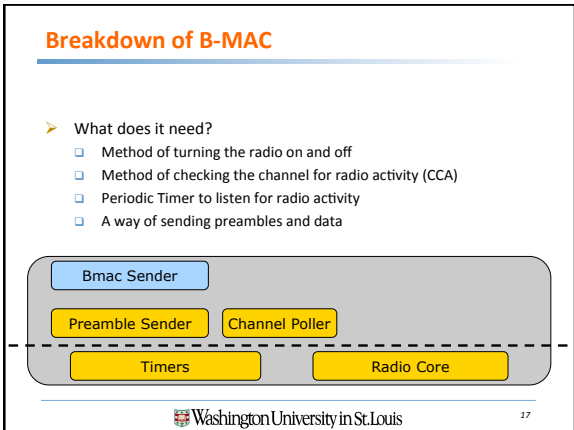 Breakdown of B-MAC
What does it need?
Method of turning the radio on and off
Method of checking the channel for radio activity (CCA)
Periodic Timer to listen for radio activity
A way of sending preambles and data
Bmac Sender
Preamble Sender
Channel Poller
Timers
Radio Core
Washington University in St. Louis
17